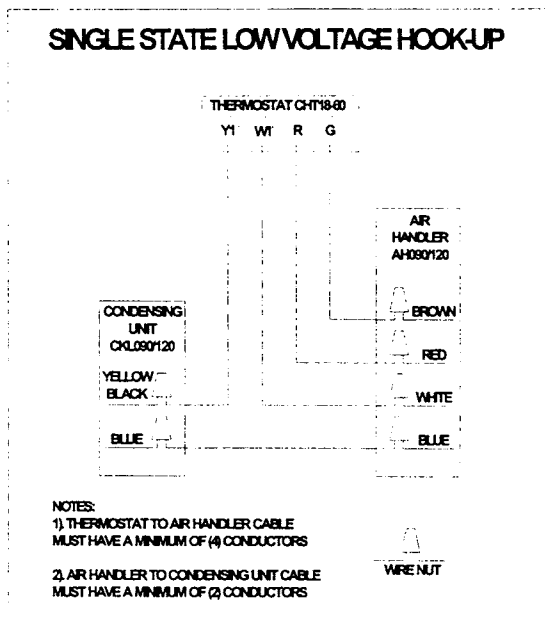 SINGLE STATE LOW VOLTAGE HOOK-UP
THERMOSTAT CHT18-60
Y1 W1 R G
AIR
HANDLER
AH090/120
BROWN
CONDENSING
UNIT
CKL090/120
RED
YELLOW
BLACK
WHITE
BLUE
BLUE
NOTES:
1). THERMOSTAT TO AIR HANDLER CABLE
MUST HAVE A MINIMUM OF (4) CONDUCTORS
2). AIR HANDLER TO CONDENSING UNIT CABLE
MUST HAVE A MINIMUM OF (2) CONDUCTORS
WIRE NUT